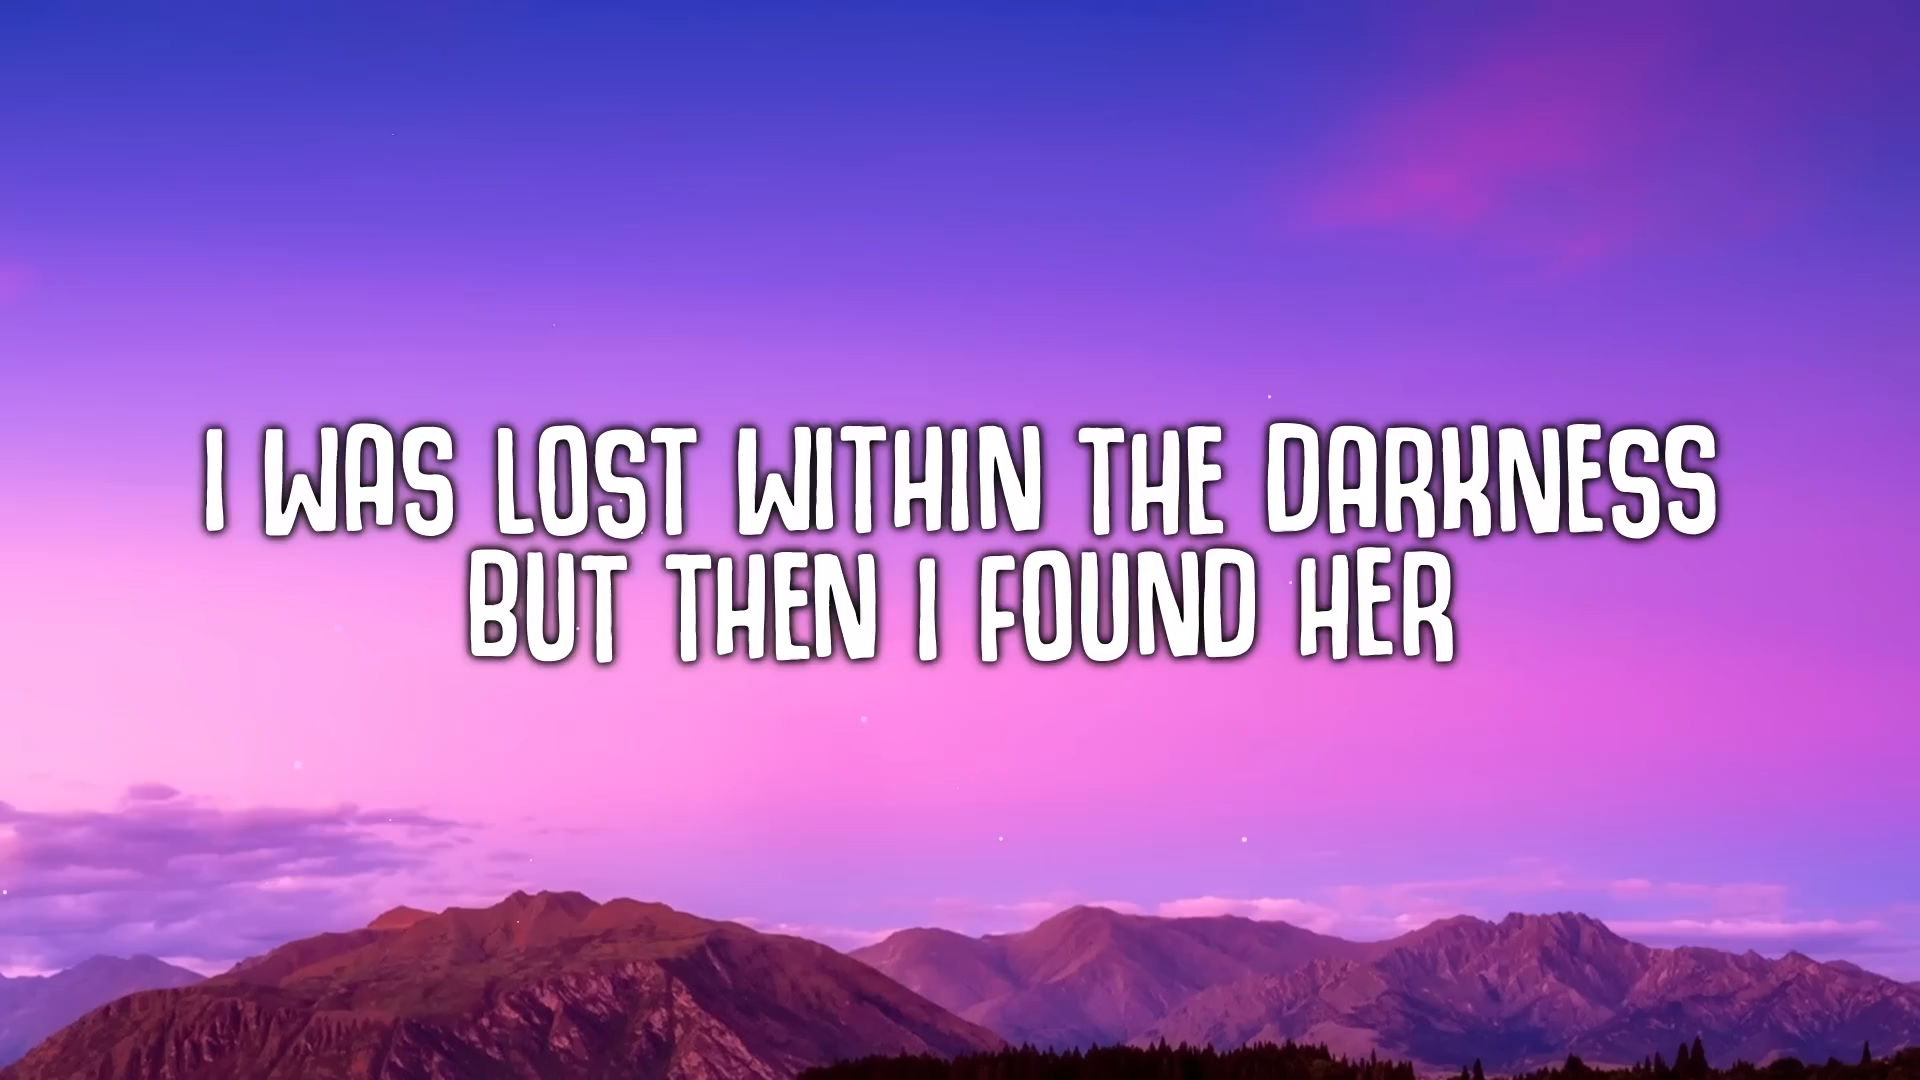 I WAS LOST WITHIN THE DARKNESS
BUT THEN I FOUND HER